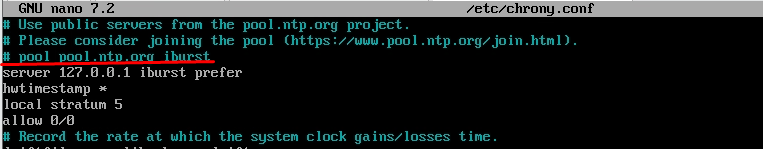 GNU nano 7.2 /etc/chrony.conf
# Use public servers from the pool.ntp.org project.
# Please consider joining the pool (https://www.pool.ntp.org/join.html).
# pool pool.ntp.org iburst
server 127.0.0.1 iburst prefer
hwtimestamp *
local stratum 5
allow 0/0
# Record the rate at which the system clock gains/losses time.